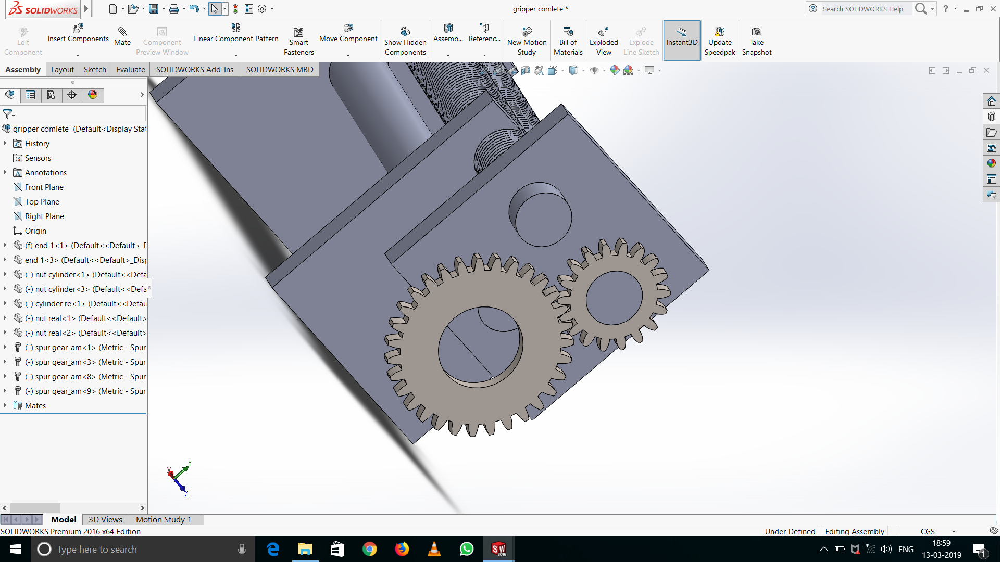 SOLIDWORKS
gripper comlete *
Search SOLIDWORKS Help
Edit Component
Insert Components
Mate
Component Preview Window
Linear Component Pattern
Smart Fasteners
Move Component
Show Hidden Components
Assemb...
Referenc...
New Motion Study
Bill of Materials
Exploded View
Explode Line Sketch
Instant3D
Update Speedpak
Take Snapshot
Assembly
Layout
Sketch
Evaluate
SOLIDWORKS Add-Ins
SOLIDWORKS MBD
gripper comlete (Default<Display Stat
History
Sensors
Annotations
Front Plane
Top Plane
Right Plane
Origin
(f) end 1<1> (Default<<Default>_D
end 1<3> (Default<<Default>_Disp
(-) nut cylinder<1> (Default<<Defa
(-) nut cylinder<3> (Default<<Defa
(-) cylinder re<1> (Default<<Defau
(-) nut real<1> (Default<<Default>
(-) nut real<2> (Default<<Default>
(-) spur gear_am<1> (Metric - Spur
(-) spur gear_am<3> (Metric - Spur
(-) spur gear_am<8> (Metric - Spur
(-) spur gear_am<9> (Metric - Spur
Mates
X
Y
Z
Model
3D Views
Motion Study 1
SOLIDWORKS Premium 2016 x64 Edition
Under Defined
Editing Assembly
CGS
Type here to search
SW
2016
ENG
18:59
13-03-2019
1